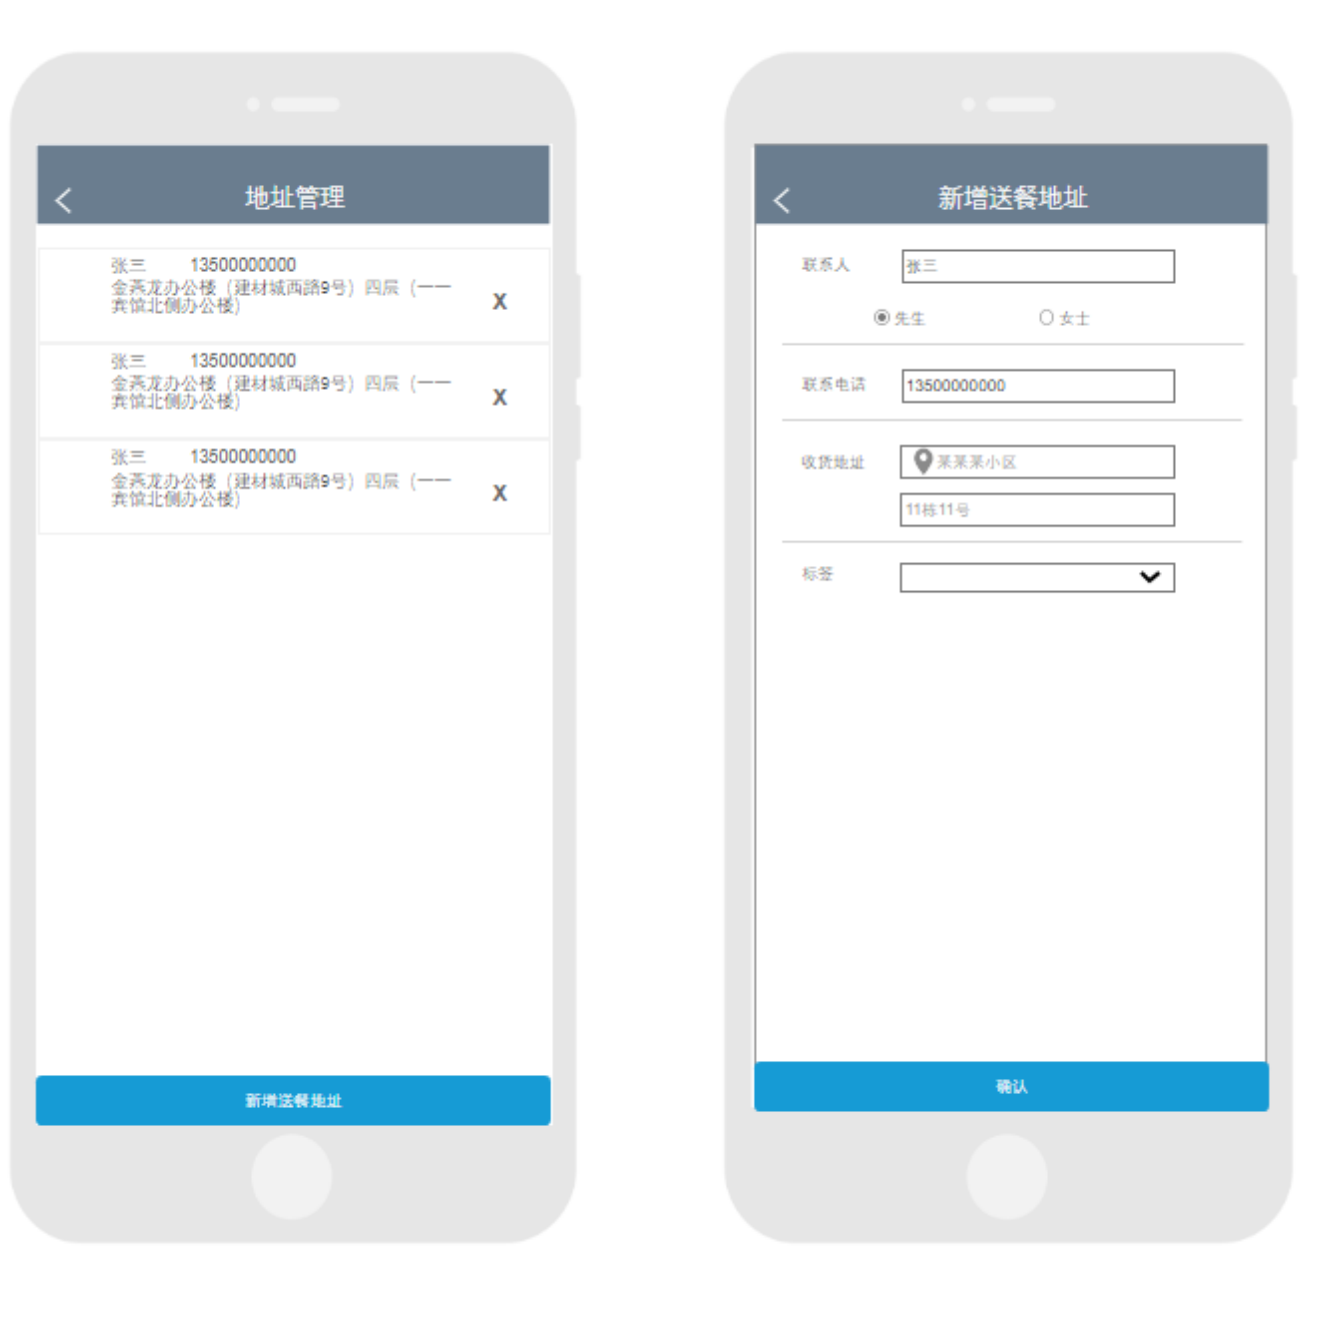 地址管理
张三 13500000000
金燕龙办公楼（建材城西路9号）四层（一一
宾馆北侧办公楼）
X
张三 13500000000
金燕龙办公楼（建材城西路9号）四层（一一
宾馆北侧办公楼）
X
张三 13500000000
金燕龙办公楼（建材城西路9号）四层（一一
宾馆北侧办公楼）
X
新增送餐地址
新增送餐地址
联系人 张三
先生 女士
联系电话 13500000000
收货地址 某某某小区
11栋11号
标签
确认